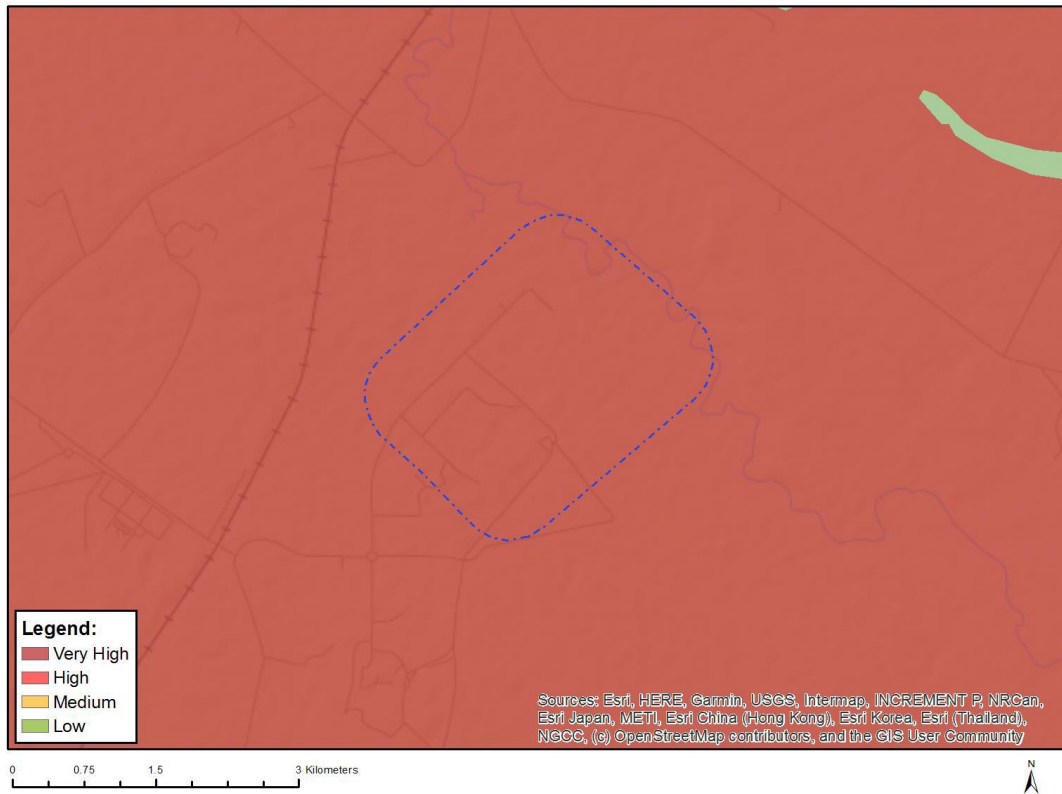 Legend:
Very High
High
Medium
Low
Sources: Esri, HERE, Garmin, USGS, Intermap, INCREMENT P, NRCan,
Esri Japan, METI, Esri China (Hong Kong), Esri Korea, Esri (Thailand),
NGCC, (c) OpenStreetMap contributors, and the GIS User Community
0 0.75 1.5 3 Kilometers
N